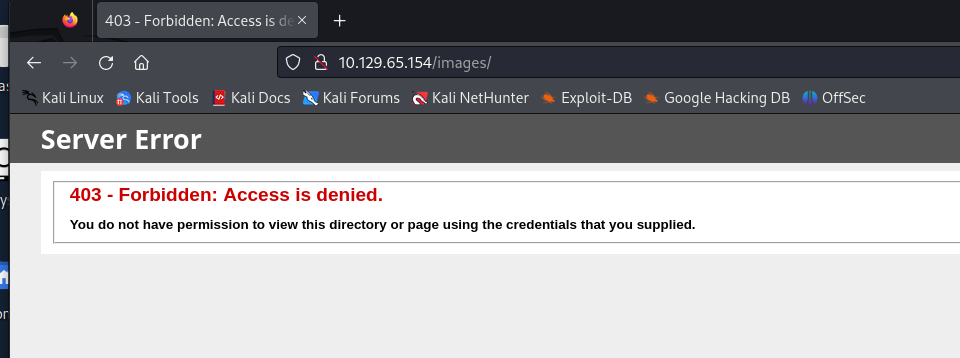 403 - Forbidden: Access is de
10.129.65.154/images/
Kali Linux Kali Tools Kali Docs Kali Forums Kali NetHunter Exploit-DB Google Hacking DB OffSec
Server Error
403 - Forbidden: Access is denied.
You do not have permission to view this directory or page using the credentials that you supplied.